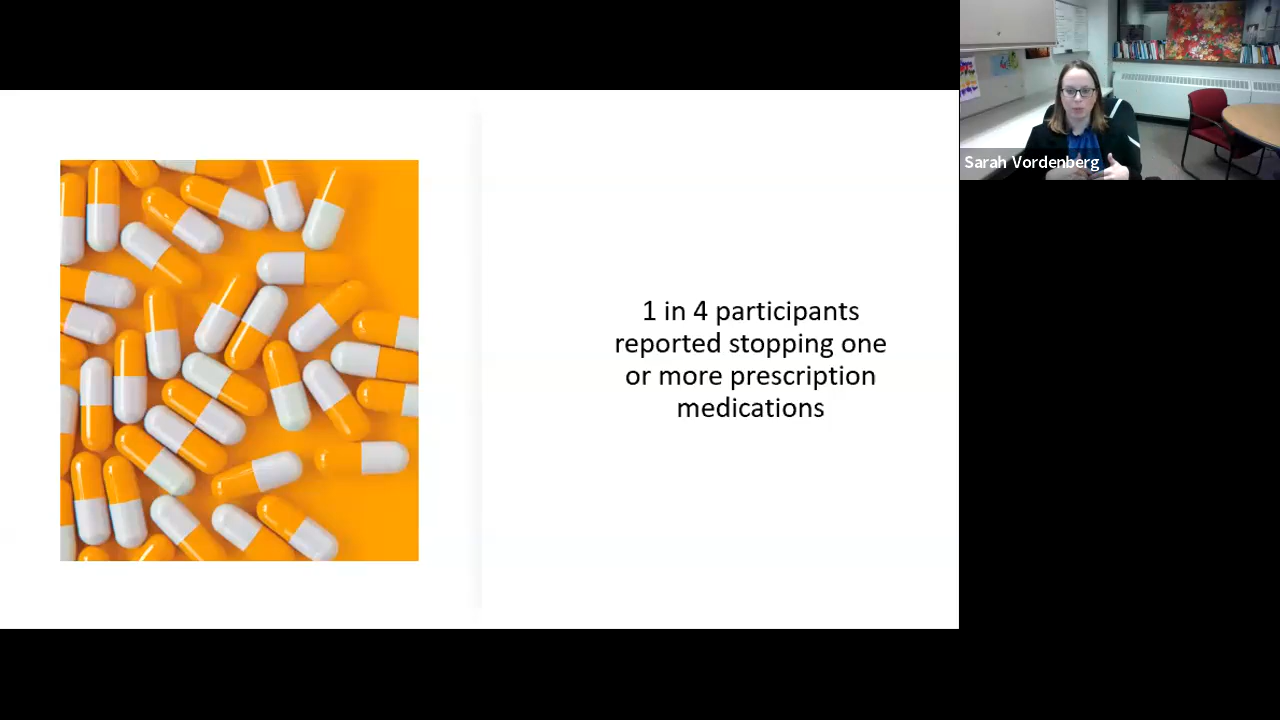 Sarah Vordenberg
1 in 4 participants
reported stopping one
or more prescription
medications